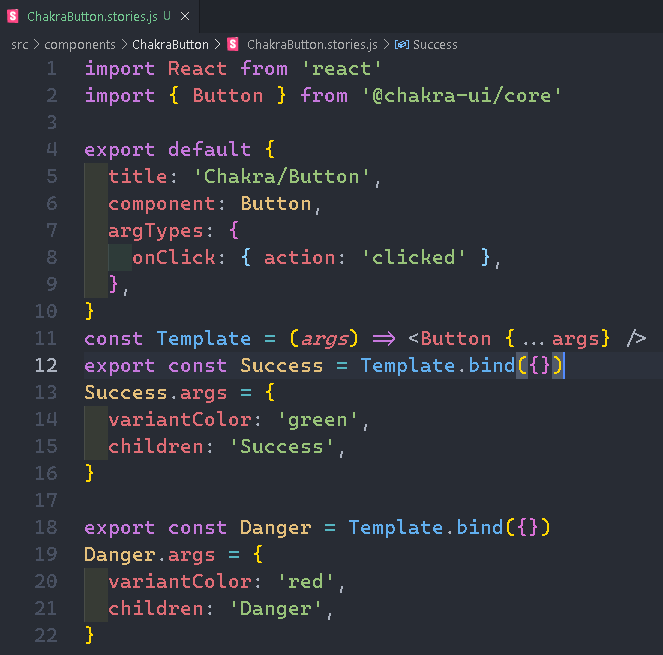 ChakraButton.stories.js U ×
src > components > ChakraButton > ChakraButton.stories.js > Success
1 import React from 'react'
2 import { Button } from '@chakra-ui/core'
3
4 export default {
5   title: 'Chakra/Button',
6   component: Button,
7   argTypes: {
8     onClick: { action: 'clicked' },
9   },
10 }
11 const Template = (args) => <Button {...args} />
12 export const Success = Template.bind({})
13 Success.args = {
14   variantColor: 'green',
15   children: 'Success',
16 }
17
18 export const Danger = Template.bind({})
19 Danger.args = {
20   variantColor: 'red',
21   children: 'Danger',
22 }